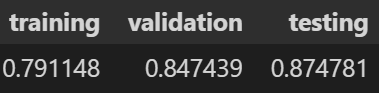 training validation testing
0.791148 0.847439 0.874781